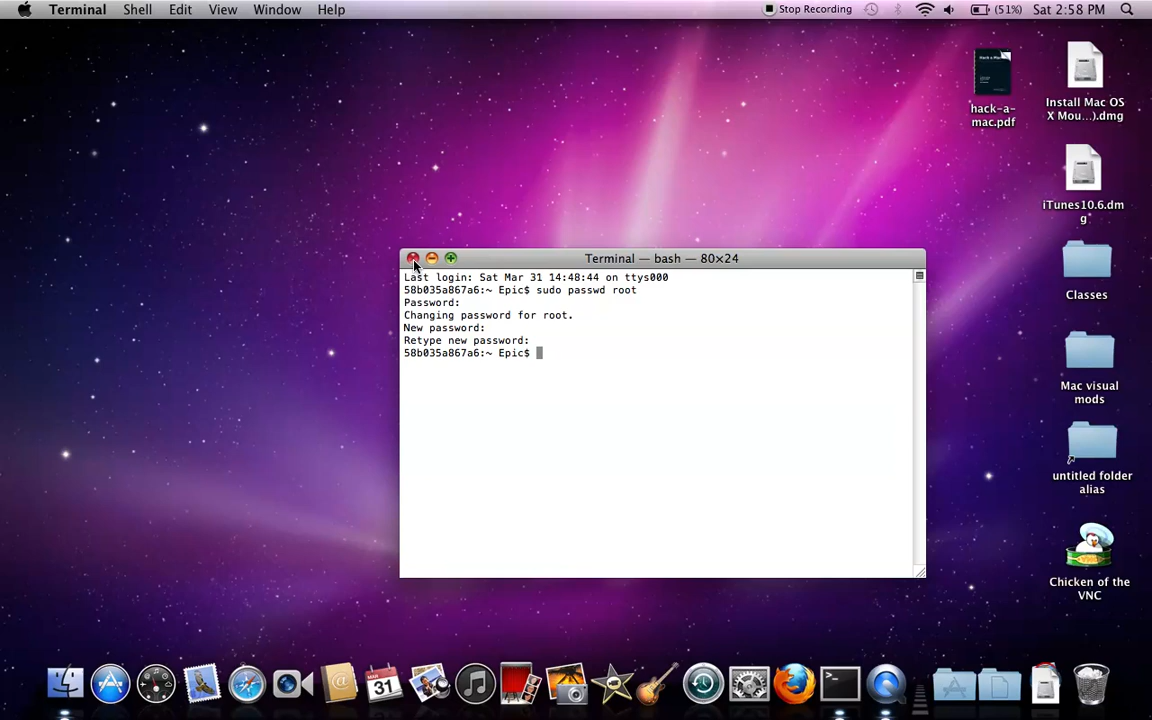 Terminal Shell Edit View Window Help Stop Recording (51%) Sat 2:58 PM
hack-a-
mac.pdf
Install Mac OS
X Mou...).dmg
iTunes10.6.dm
g
Classes
Mac visual
mods
untitled folder
alias
Chicken of the
VNC
Terminal — bash — 80×24
Last login: Sat Mar 31 14:48:44 on ttys000
58b035a867a6:~ Epic$ sudo passwd root
Password:
Changing password for root.
New password:
Retype new password:
58b035a867a6:~ Epic$
MAR
31